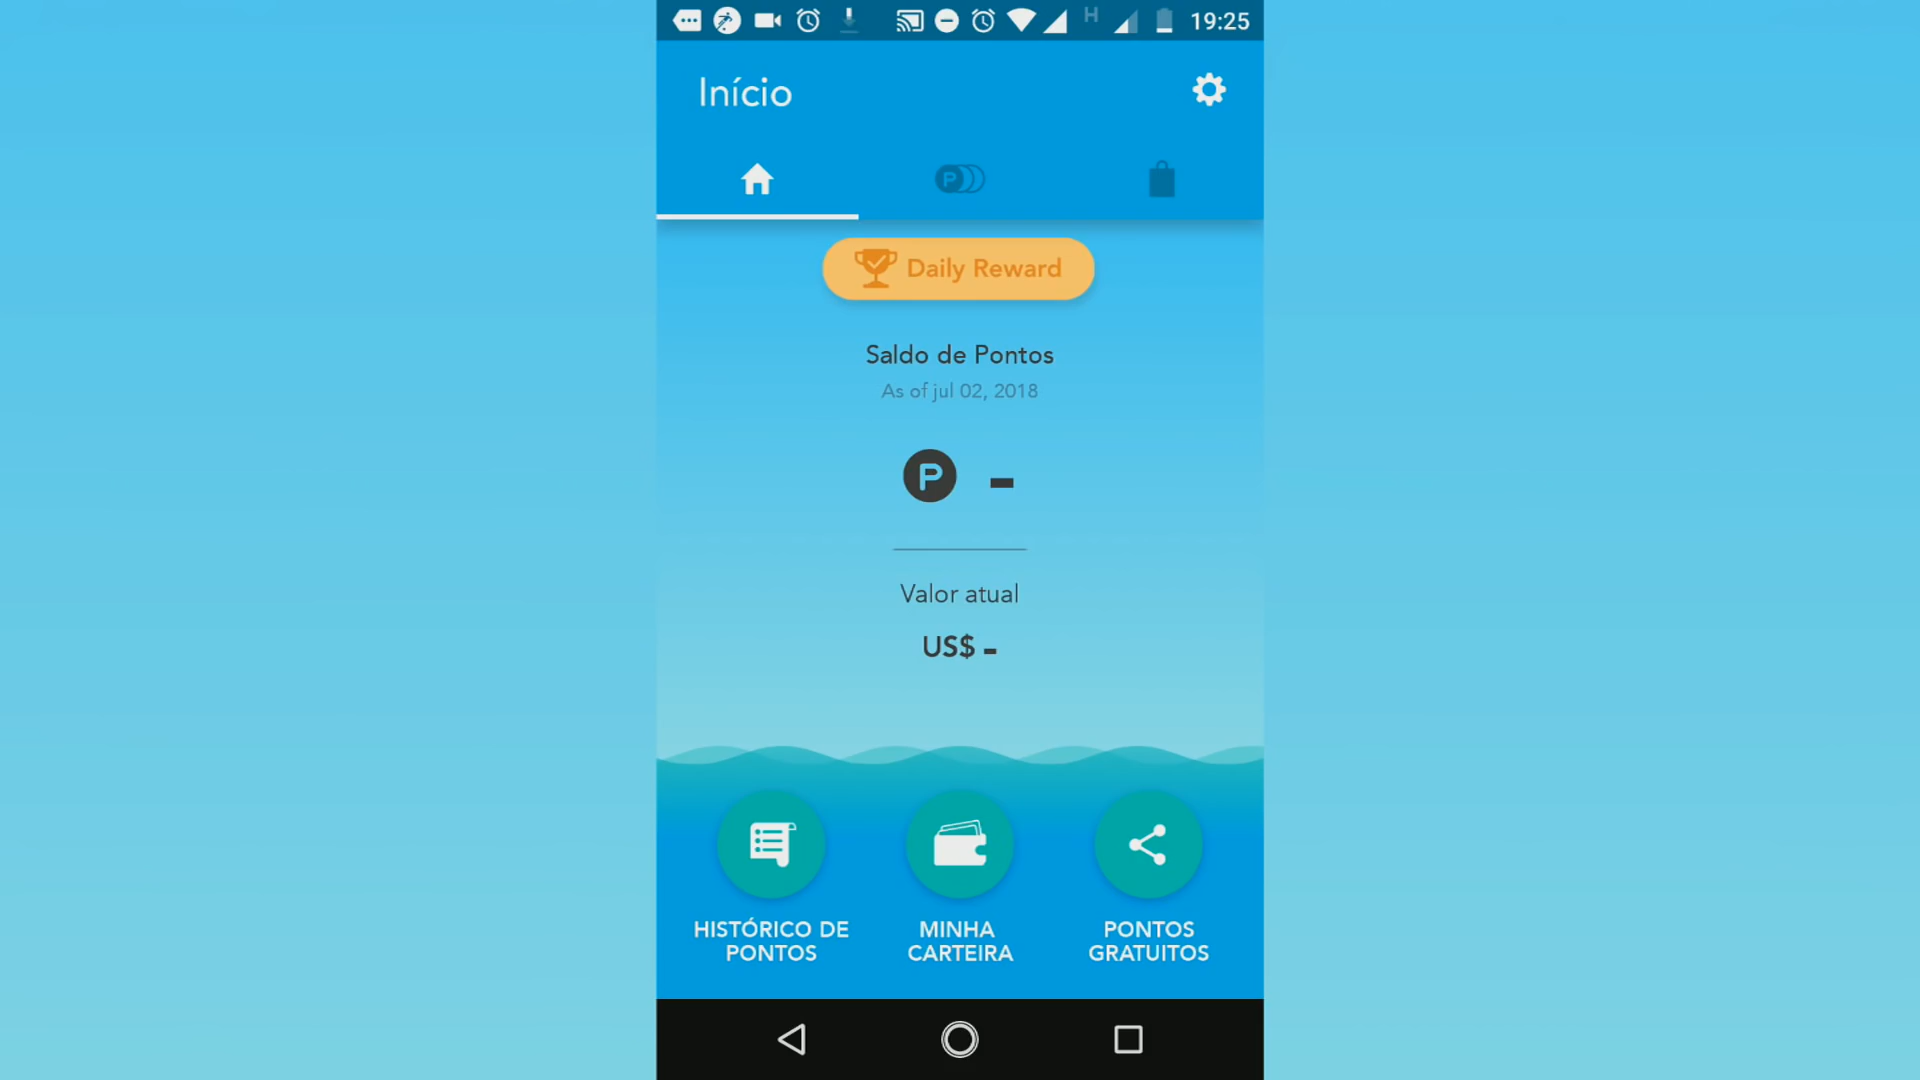 H 19:25
Início
P
Daily Reward
Saldo de Pontos
As of jul 02, 2018
P -
Valor atual
US$ -
HISTÓRICO DE
PONTOS
MINHA
CARTEIRA
PONTOS
GRATUITOS